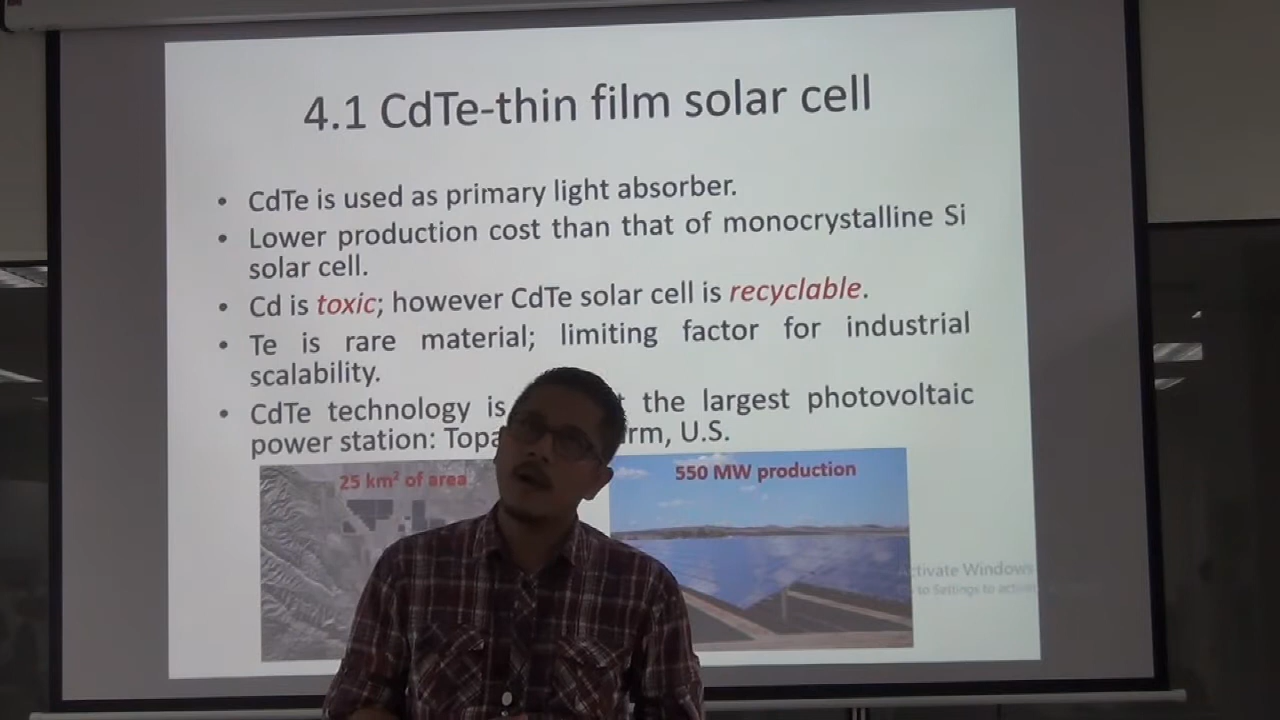 4.1 CdTe-thin film solar cell
• CdTe is used as primary light absorber.
• Lower production cost than that of monocrystalline Si
solar cell.
• Cd is toxic; however CdTe solar cell is recyclable.
• Te is rare material; limiting factor for industrial
scalability.
• CdTe technology is the largest photovoltaic
power station: U.S.
25 km² of area
550 MW production
Windows
to Settings to